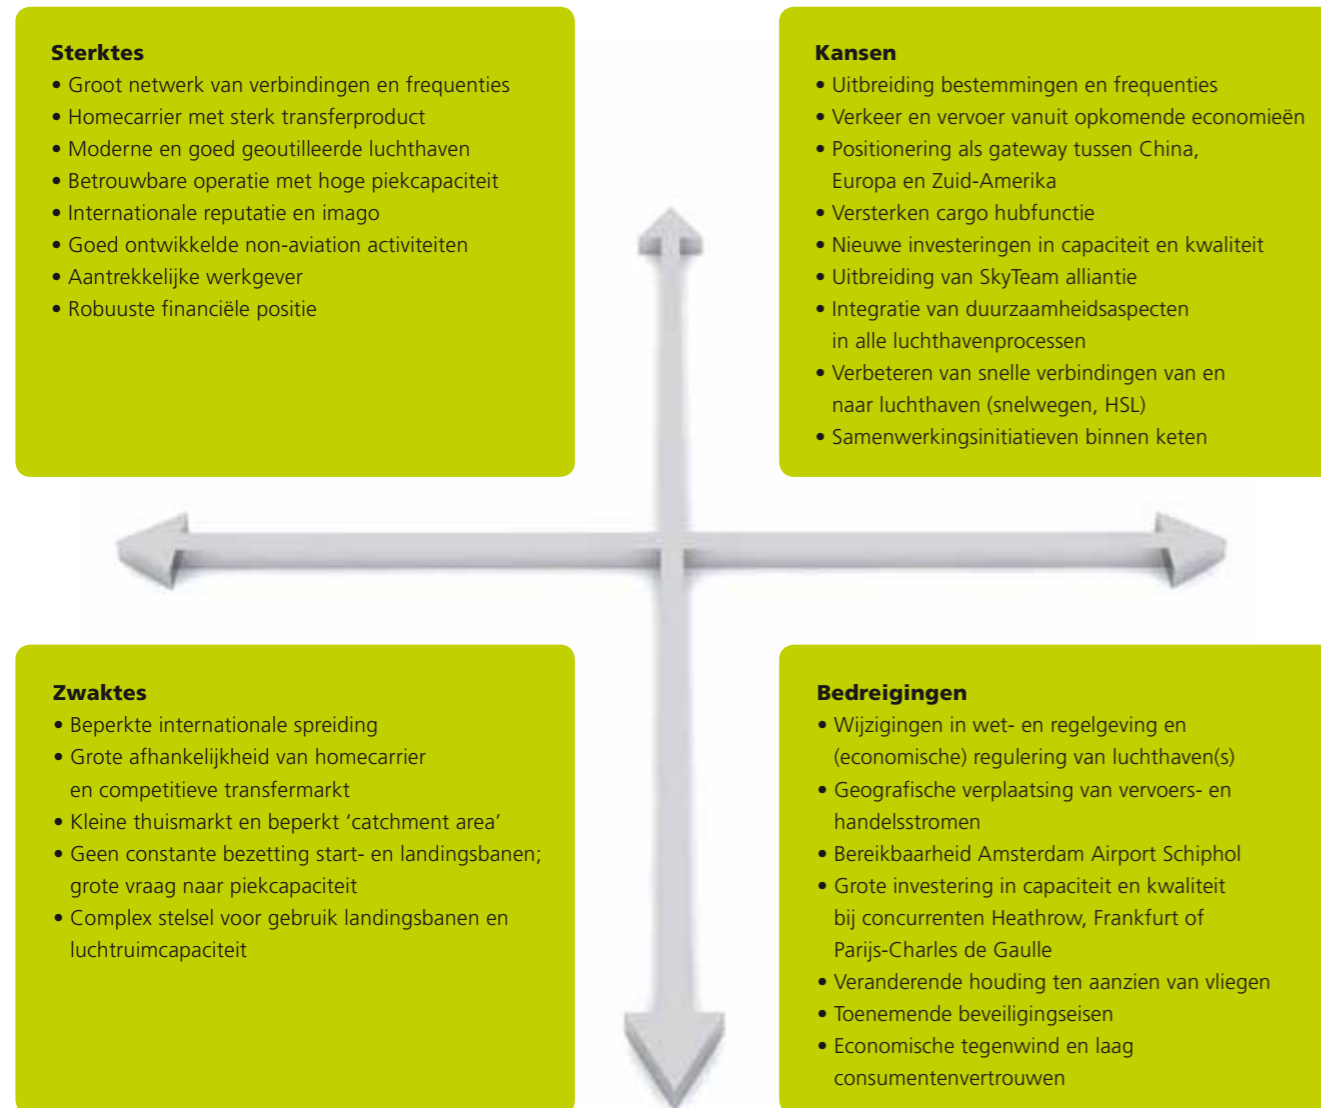 Sterktes
• Groot netwerk van verbindingen en frequenties
• Homecarrier met sterk transferproduct
• Moderne en goed geoutilleerde luchthaven
• Betrouwbare operatie met hoge piekcapaciteit
• Internationale reputatie en imago
• Goed ontwikkelde non-aviation activiteiten
• Aantrekkelijke werkgever
• Robuuste financiële positie
Kansen
• Uitbreiding bestemmingen en frequenties
• Verkeer en vervoer vanuit opkomende economieën
• Positionering als gateway tussen China,
Europa en Zuid-Amerika
• Versterken cargo hubfunctie
• Nieuwe investeringen in capaciteit en kwaliteit
• Uitbreiding van SkyTeam alliantie
• Integratie van duurzaamheidsaspecten
in alle luchthavenprocessen
• Verbeteren van snelle verbindingen van en
naar luchthaven (snelwegen, HSL)
• Samenwerkingsinitiatieven binnen keten
Zwaktes
• Beperkte internationale spreiding
• Grote afhankelijkheid van homecarrier
en competitieve transfermarkt
• Kleine thuismarkt en beperkt ‘catchment area’
• Geen constante bezetting start- en landingsbanen;
grote vraag naar piekcapaciteit
• Complex stelsel voor gebruik landingsbanen en
luchtruimcapaciteit
Bedreigingen
• Wijzigingen in wet- en regelgeving en
(economische) regulering van luchthaven(s)
• Geografische verplaatsing van vervoers- en
handelsstromen
• Bereikbaarheid Amsterdam Airport Schiphol
• Grote investering in capaciteit en kwaliteit
bij concurrenten Heathrow, Frankfurt of
Parijs-Charles de Gaulle
• Veranderende houding ten aanzien van vliegen
• Toenemende beveiligingseisen
• Economische tegenwind en laag
consumentenvertrouwen